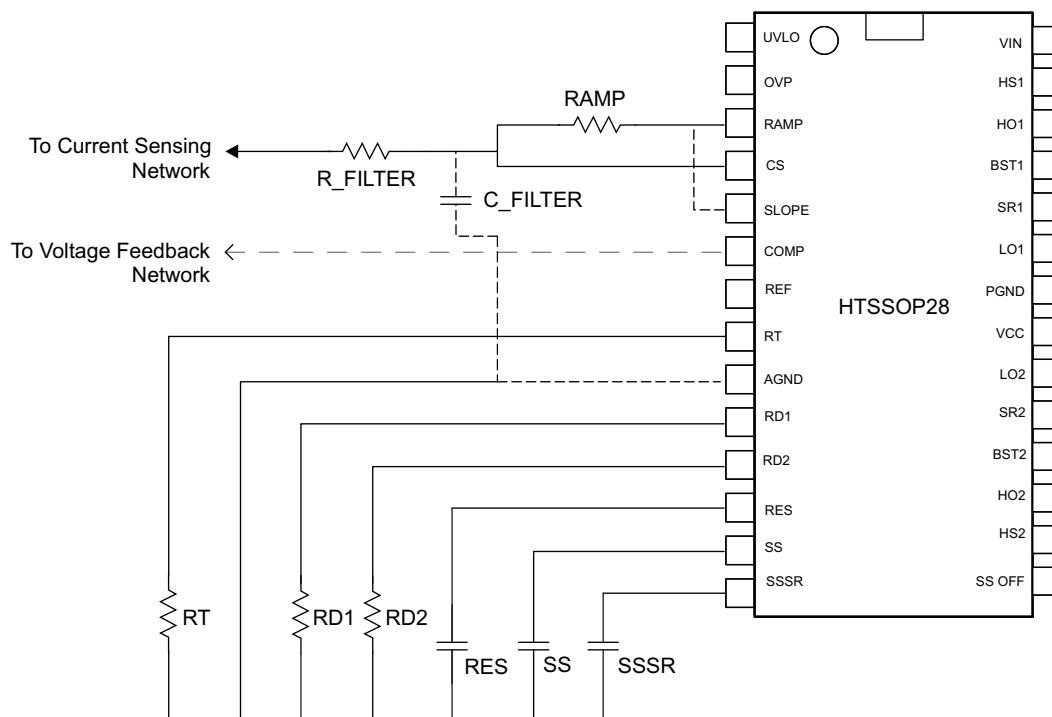 UVLO
OVP
RAMP
CS
SLOPE
COMP
REF
RT
AGND
RD1
RD2
RES
SS
SSSR
VIN
HS1
HO1
BST1
SR1
LO1
PGND
VCC
LO2
SR2
BST2
HO2
HS2
SS OFF
HTSSOP28
RAMP
To Current Sensing
Network
R_FILTER
C_FILTER
To Voltage Feedback
Network
RT
RD1
RD2
RES
SS
SSSR